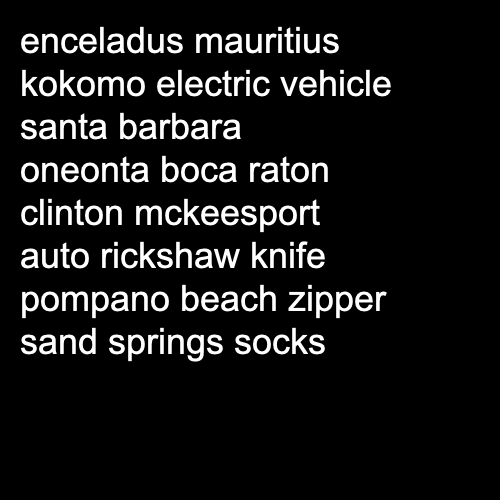 enceladus mauritius
kokomo electric vehicle
santa barbara
oneonta boca raton
clinton mckeesport
auto rickshaw knife
pompano beach zipper
sand springs socks